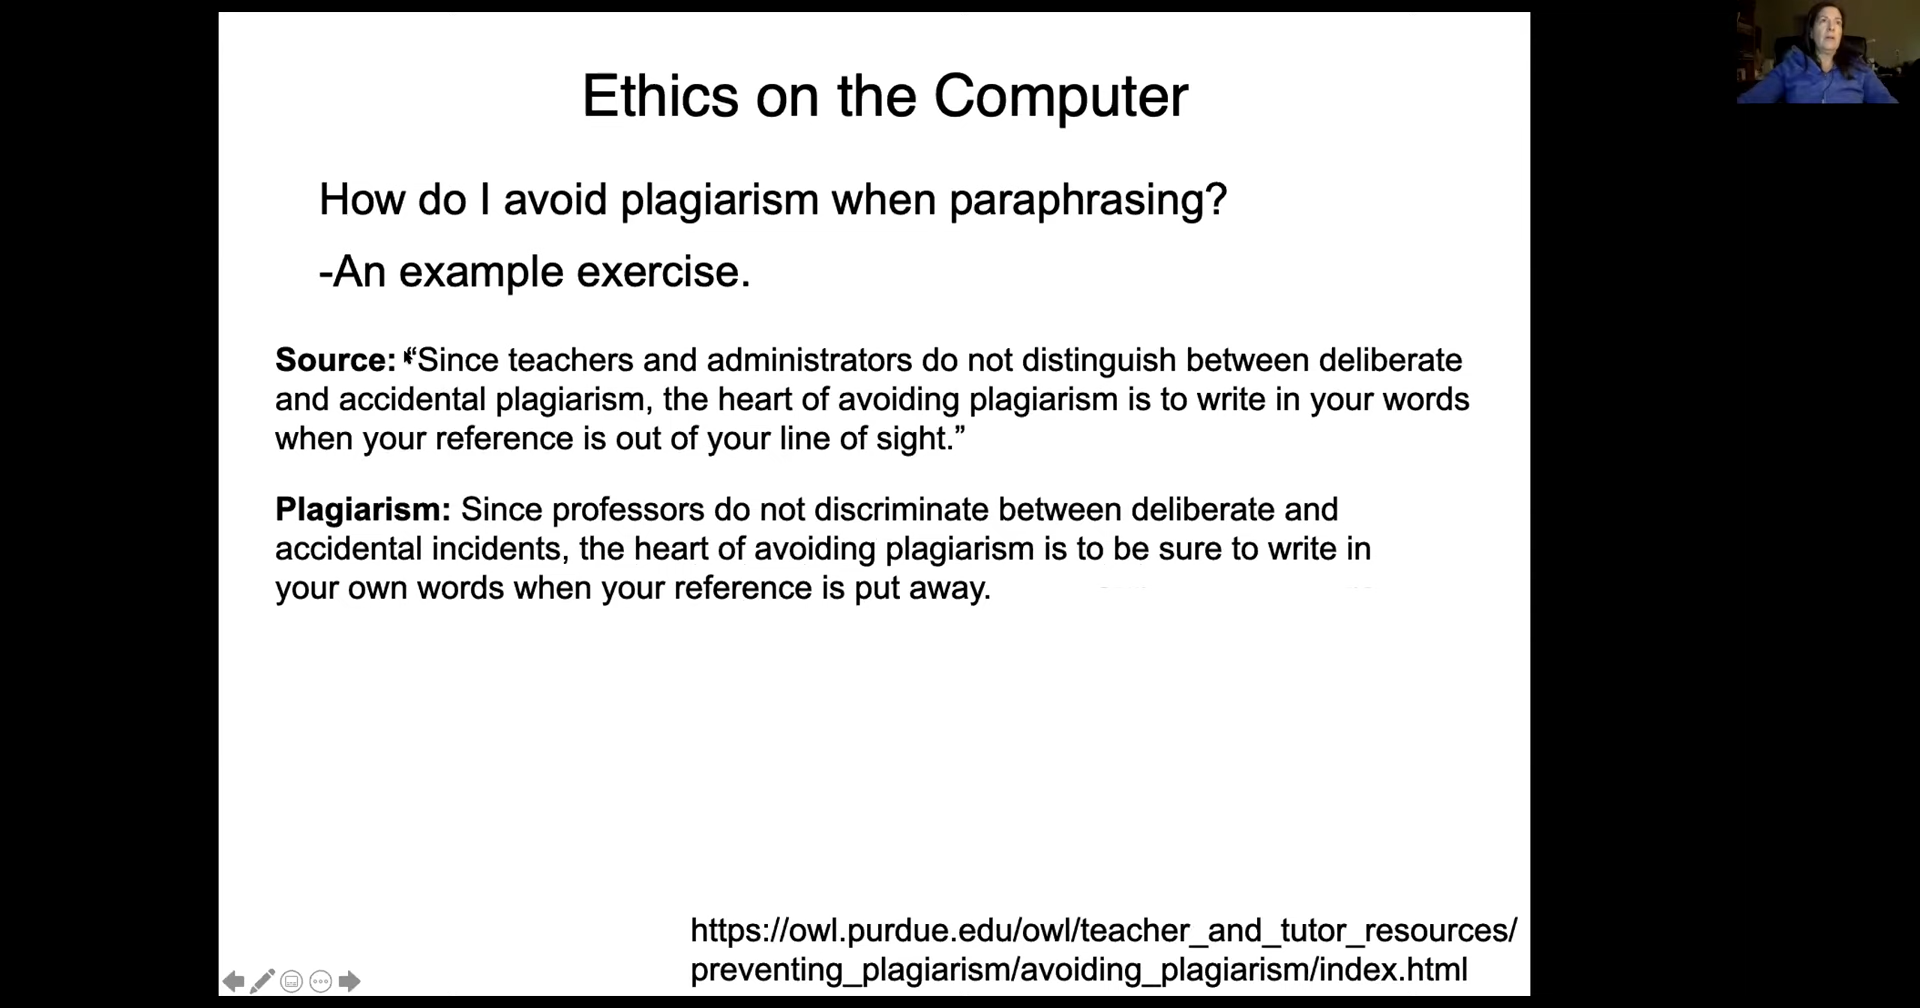 Ethics on the Computer
How do I avoid plagiarism when paraphrasing?
-An example exercise.
Source: “Since teachers and administrators do not distinguish between deliberate
and accidental plagiarism, the heart of avoiding plagiarism is to write in your words
when your reference is out of your line of sight.”
Plagiarism: Since professors do not discriminate between deliberate and
accidental incidents, the heart of avoiding plagiarism is to be sure to write in
your own words when your reference is put away.
https://owl.purdue.edu/owl/teacher_and_tutor_resources/
preventing_plagiarism/avoiding_plagiarism/index.html